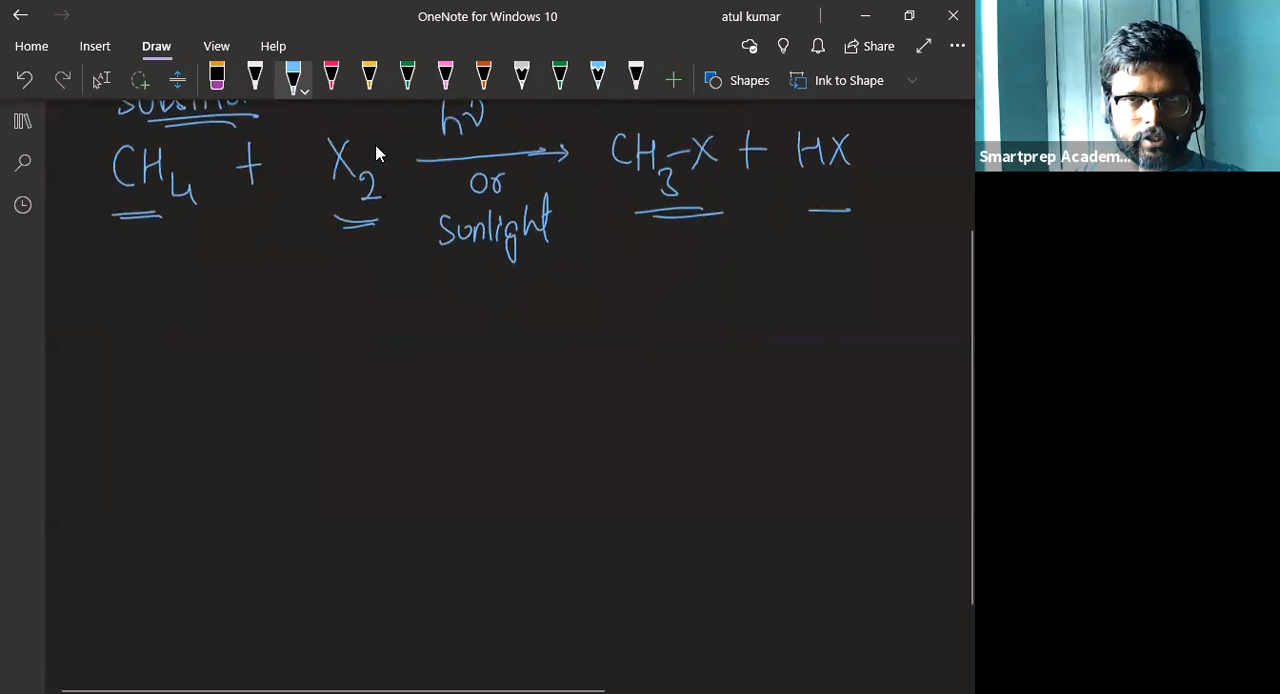 OneNote for Windows 10
atul kumar
Home Insert Draw View Help
Share
Shapes Ink to Shape
hν
CH4 + X2 → CH3-X + HX
or
Sunlight
Smartprep Academ...